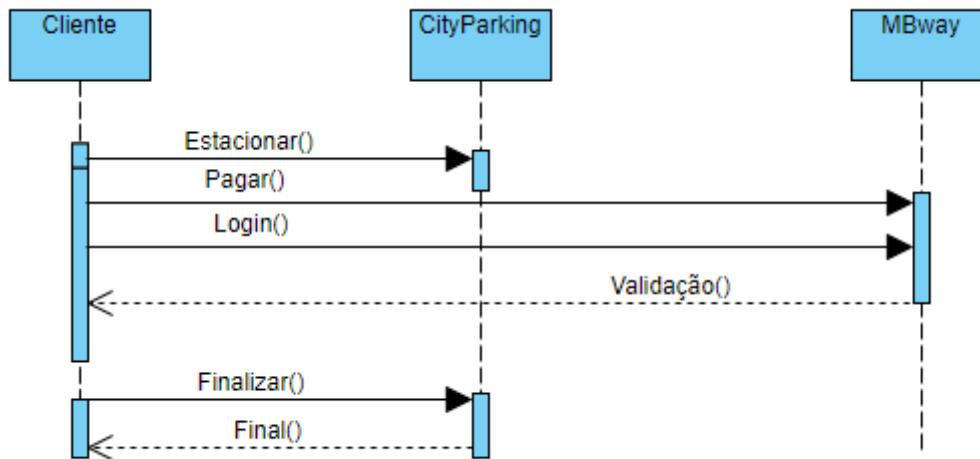 Cliente
CityParking
MBway
Estacionar()
Pagar()
Login()
Validação()
Finalizar()
Final()